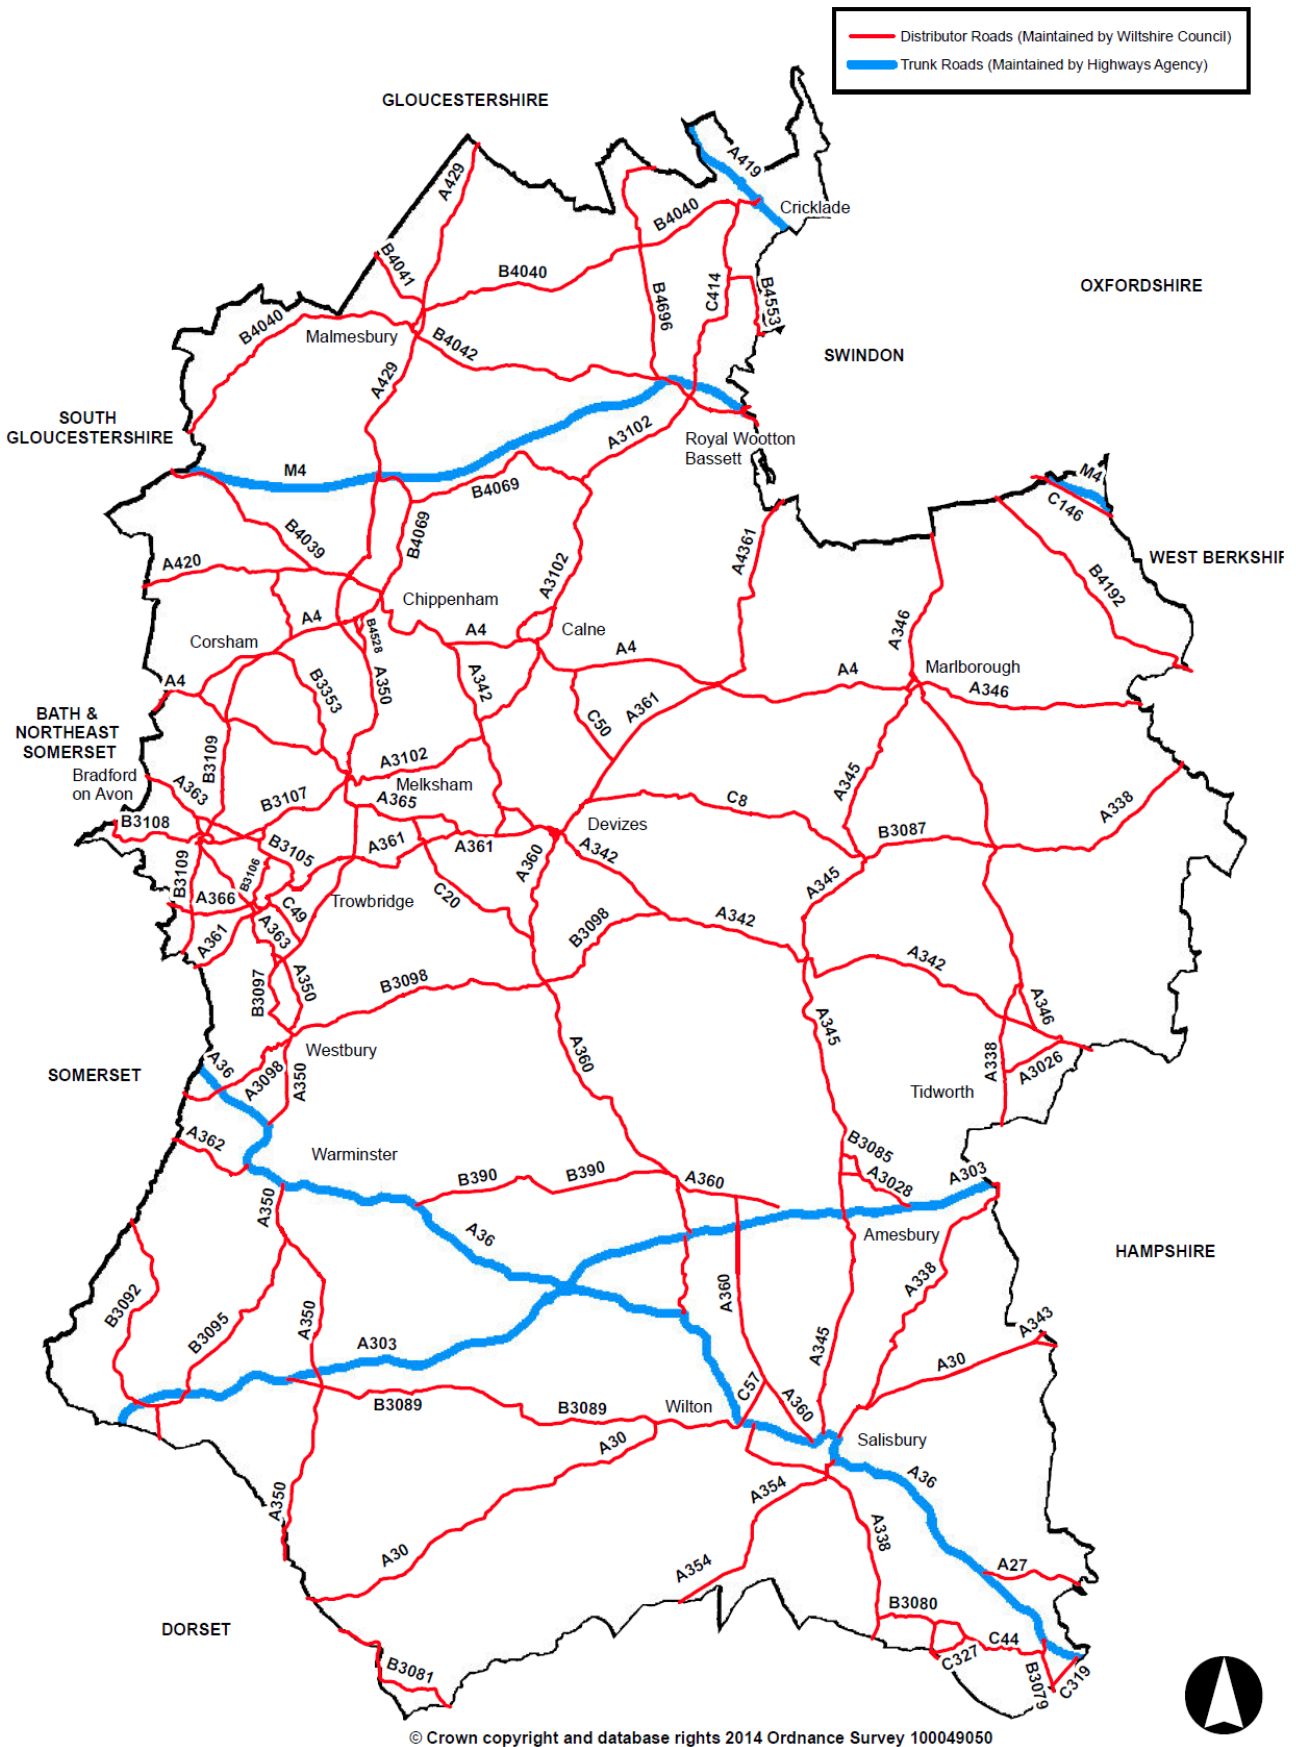 Distributor Roads (Maintained by Wiltshire Council)
Trunk Roads (Maintained by Highways Agency)
GLOUCESTERSHIRE
A419
A429
Cricklade
B4040
B4041
B4040
OXFORDSHIRE
C414
B4553
B4696
B4040
Malmesbury
B4042
SWINDON
A429
SOUTH
GLOUCESTERSHIRE
A3102
Royal Wootton
Bassett
M4
M4
B4069
C146
B4069
B4039
A4361
WEST BERKSHIR
A420
A3102
B4192
Chippenham
A4
B4528
A4
Calne
A346
Corsham
A4
A4
Marlborough
A4
A350
A342
B3353
A346
BATH &
NORTHEAST
SOMERSET
C50
A361
B3109
A3102
Bradford
on Avon
A363
Melksham
A345
B3107
A365
C8
A338
B3108
Devizes
B3087
B3105
A361
A361
A360
A342
B3109
B3106
A345
A366
C49
Trowbridge
C20
A361
A363
B3098
A342
A342
B3097
A350
B3098
A346
A345
Westbury
A360
SOMERSET
A36
A3098
A350
A338
A3026
Tidworth
A362
Warminster
B3085
B390
B390
A360
A3028
A303
A350
A36
Amesbury
HAMPSHIRE
A338
B3092
A360
B3095
A350
A303
A345
A343
A30
C57
B3089
B3089
Wilton
A360
A30
Salisbury
A36
A350
A354
A338
A30
A354
A27
B3080
DORSET
C44
C327
B3081
B3079
C319
© Crown copyright and database rights 2014 Ordnance Survey 100049050